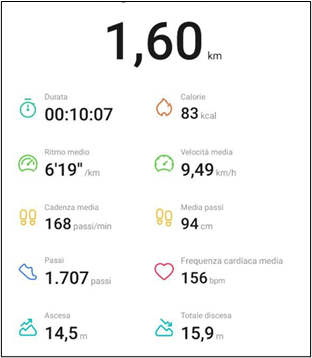 1,60 km
Durata
00:10:07
Calorie
83 kcal
Ritmo medio
6'19" /km
Velocità media
9,49 km/h
Cadenza media
168 passi/min
Media passi
94 cm
Passi
1.707 passi
Frequenza cardiaca media
156 bpm
Ascesa
14,5 m
Totale discesa
15,9 m